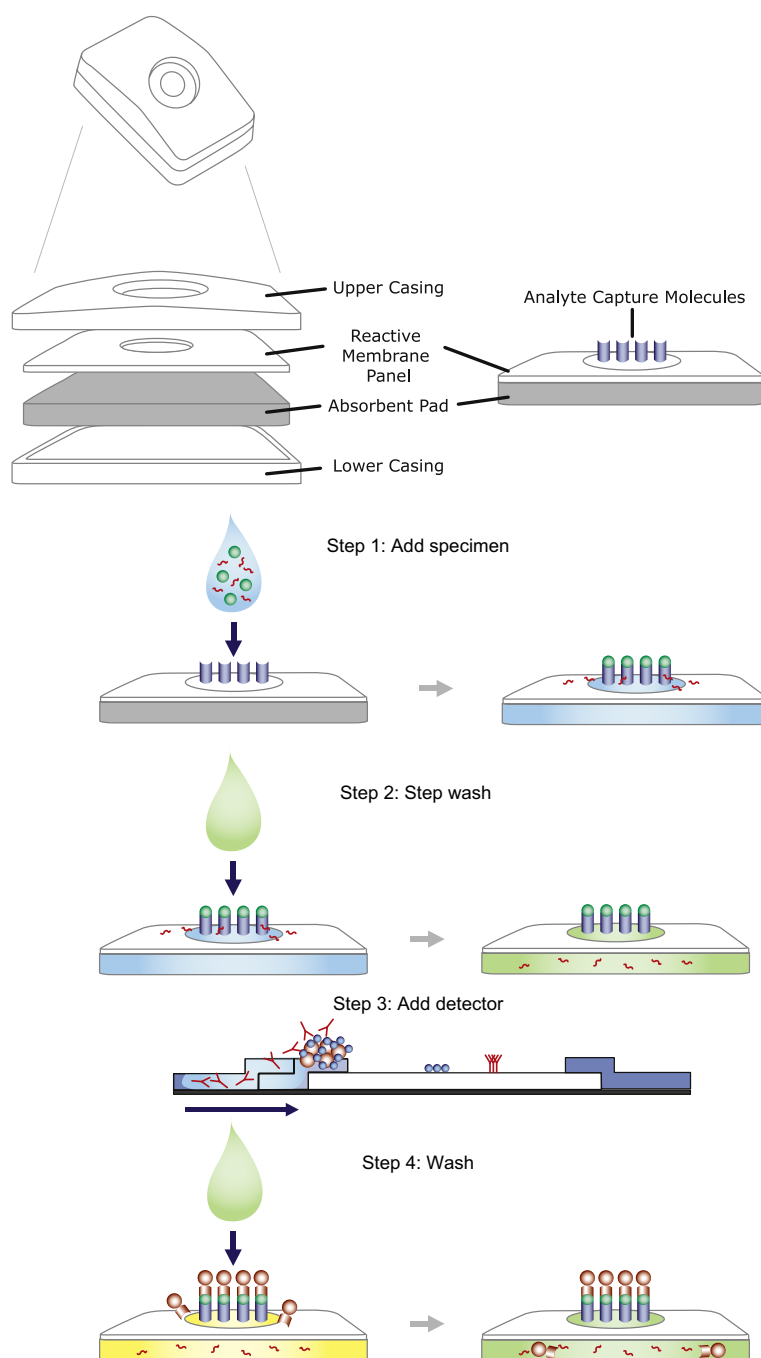 Upper Casing
Analyte Capture Molecules
Reactive
Membrane
Panel
Absorbent Pad
Lower Casing
Step 1: Add specimen
Step 2: Step wash
Step 3: Add detector
Step 4: Wash